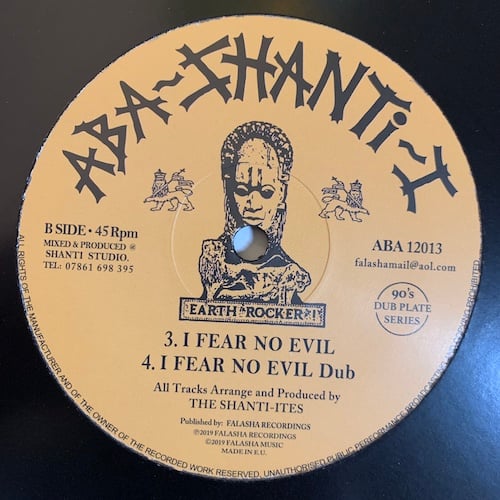 ABA~SHANTi~I
B SIDE • 45 Rpm
MIXED & PRODUCED @
SHANTI STUDIO.
TEL: 07861 698 395
ABA 12013
falashamail@aol.com
90's
DUB PLATE
SERIES
EARTH ROCKER!!
3. I FEAR NO EVIL
4. I FEAR NO EVIL Dub
All Tracks Arrange and Produced by
THE SHANTI-ITES
Published by: FALASHA RECORDINGS
℗2019 FALASHA RECORDINGS
©2019 FALASHA MUSIC
MADE IN E.U.
ALL RIGHTS OF THE MANUFACTURER AND OF THE OWNER OF THE RECORDED WORK RESERVED, UNAUTHORISED PUBLIC PERFORMANCE BROADCASTING